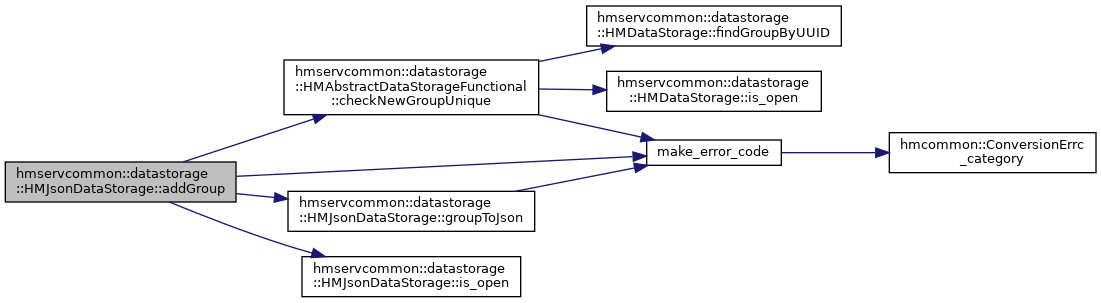 hmservcommon::datastorage
::HMDataStorage::findGroupByUUID
hmservcommon::datastorage
::HMAbstractDataStorageFunctional
::checkNewGroupUnique
hmservcommon::datastorage
::HMDataStorage::is_open
make_error_code
hmcommon::ConversionErrc
_category
hmservcommon::datastorage
::HMJsonDataStorage::addGroup
hmservcommon::datastorage
::HMJsonDataStorage::groupToJson
hmservcommon::datastorage
::HMJsonDataStorage::is_open